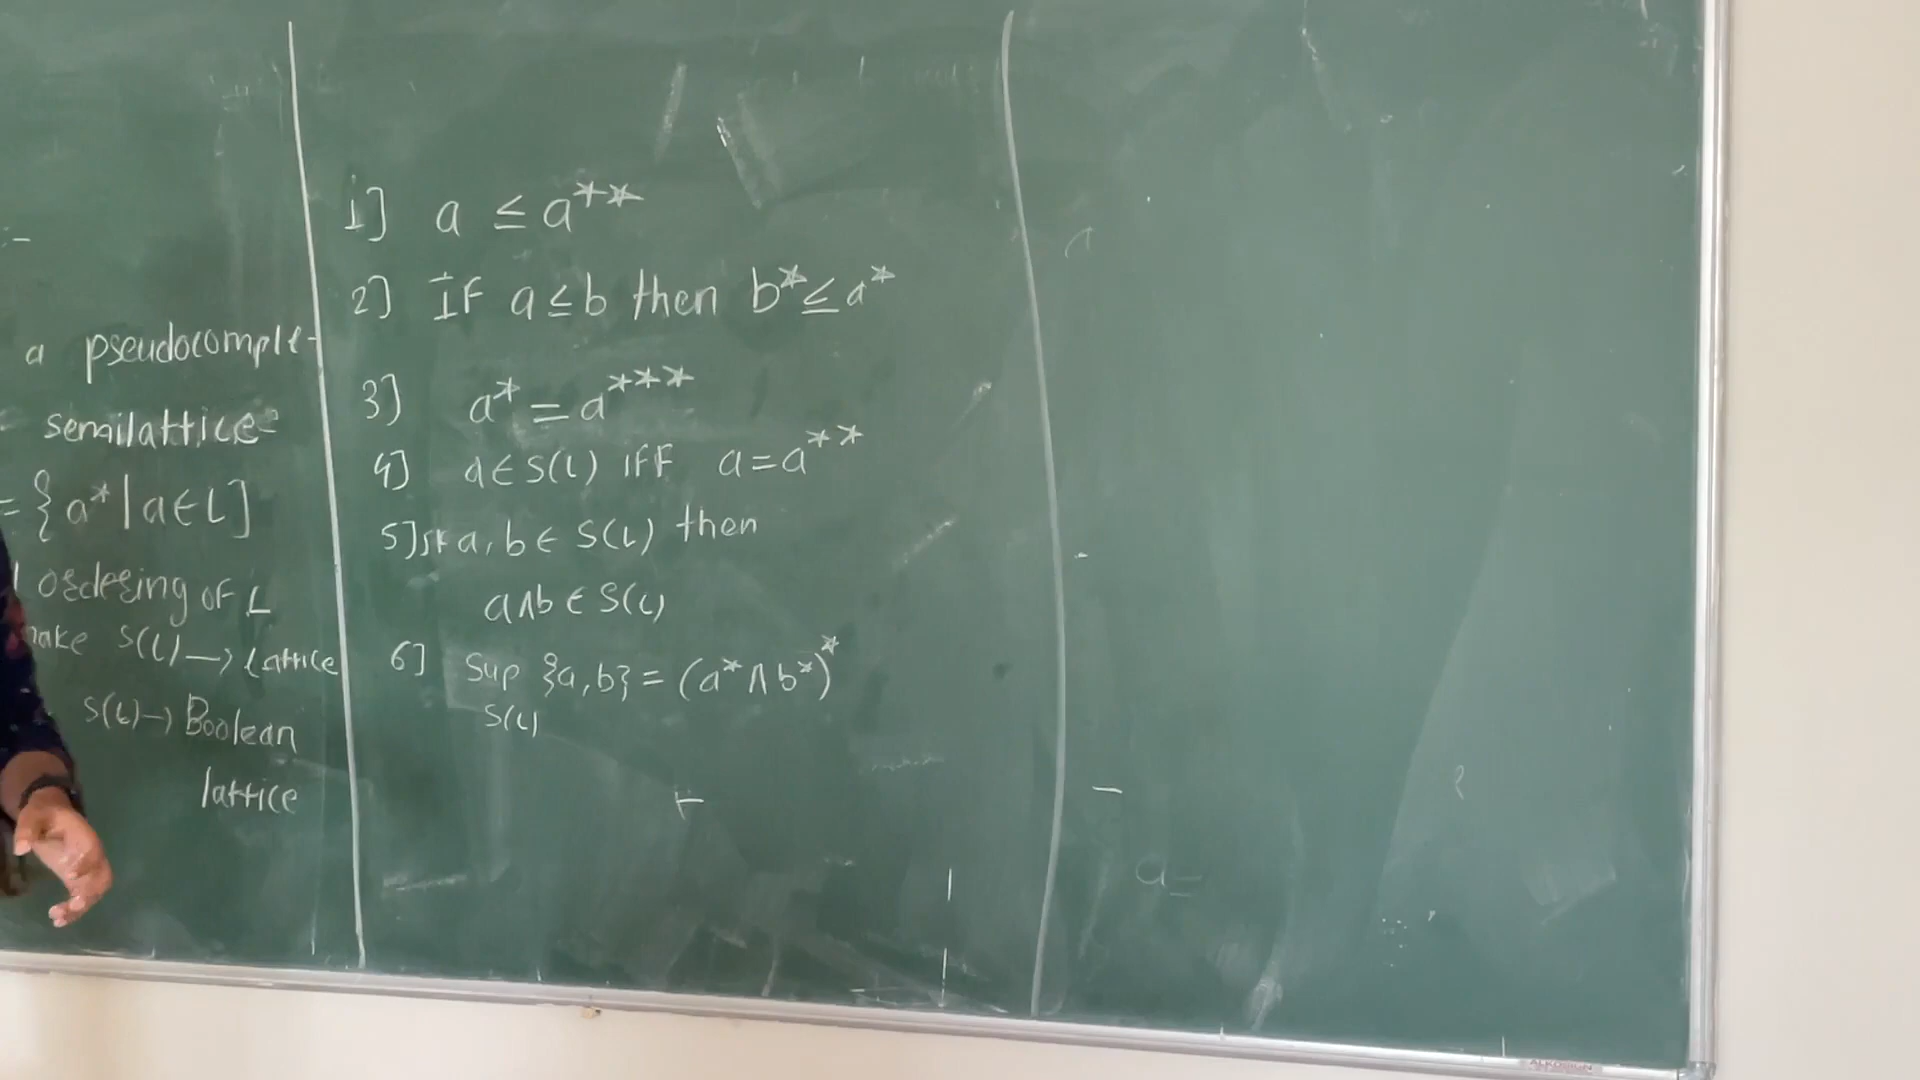 a pseudocomple-
semilattice
= {a* | a ∈ L]
ordering of L
make S(L) → lattice
S(L) → Boolean
lattice
1] a ≤ a**
2] IF a ≤ b then b* ≤ a*
3] a* = a***
4] a ∈ S(L) IFF a = a**
5] IF a, b ∈ S(L) then
a ∧ b ∈ S(L)
6] Sup {a, b} = (a* ∧ b*)*
S(L)
a =